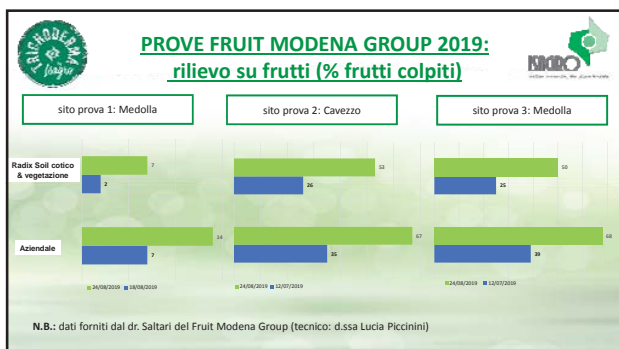 TRICHODERMA
Isagro
PROVE FRUIT MODENA GROUP 2019:
rilievo su frutti (% frutti colpiti)
ISAGRO
sito prova 1: Medolla
sito prova 2: Cavezzo
sito prova 3: Medolla
Radix Soil cotico
& vegetazione
7
2
53
26
50
25
Aziendale
14
7
67
35
68
39
24/08/2019 18/08/2019
24/08/2019 12/07/2019
24/08/2019 12/07/2019
N.B.: dati forniti dal dr. Saltari del Fruit Modena Group (tecnico: d.ssa Lucia Piccinini)